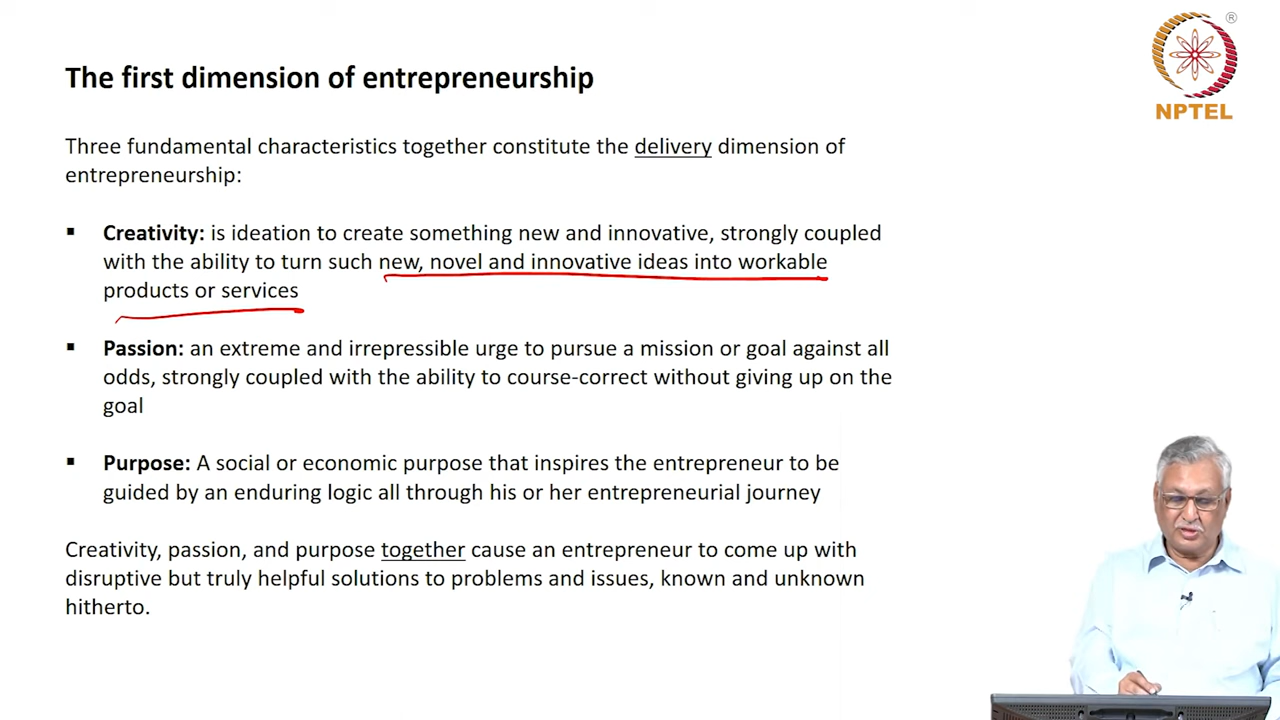 The first dimension of entrepreneurship
®
NPTEL
Three fundamental characteristics together constitute the delivery dimension of
entrepreneurship:
▪ Creativity: is ideation to create something new and innovative, strongly coupled
with the ability to turn such new, novel and innovative ideas into workable
products or services
▪ Passion: an extreme and irrepressible urge to pursue a mission or goal against all
odds, strongly coupled with the ability to course-correct without giving up on the
goal
▪ Purpose: A social or economic purpose that inspires the entrepreneur to be
guided by an enduring logic all through his or her entrepreneurial journey
Creativity, passion, and purpose together cause an entrepreneur to come up with
disruptive but truly helpful solutions to problems and issues, known and unknown
hitherto.